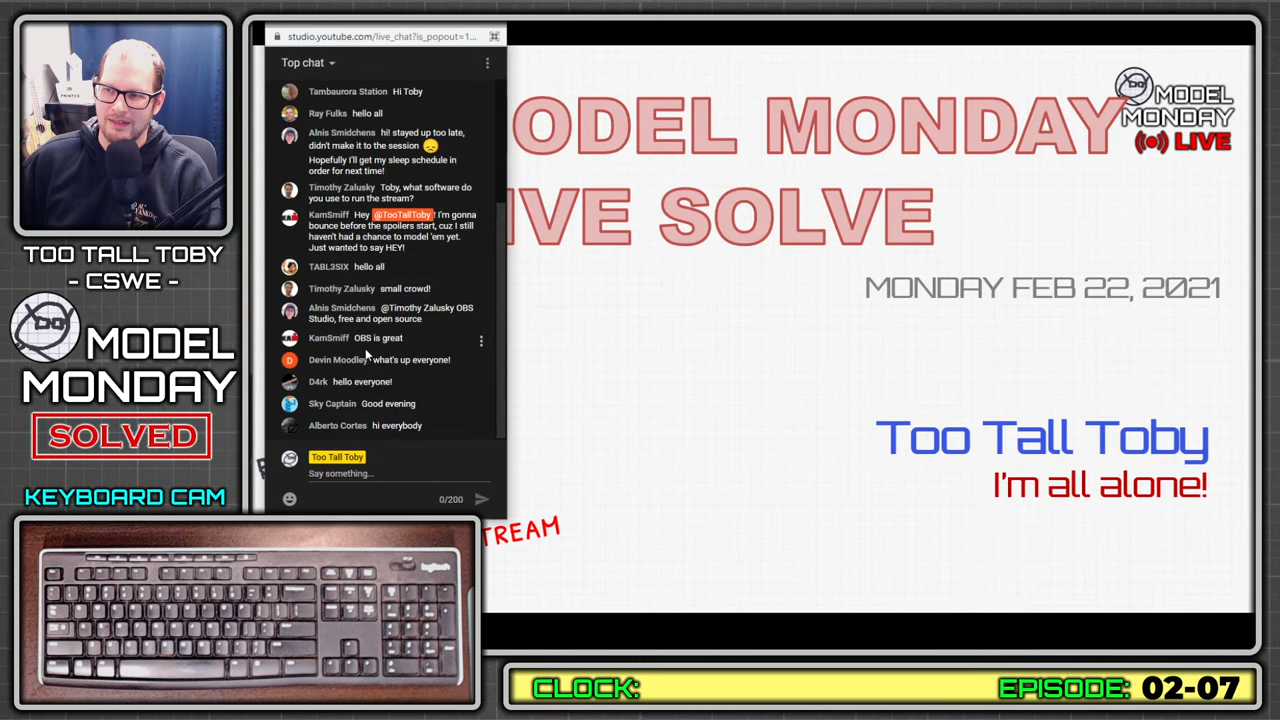 TOO TALL TOBY
- CSWE -
MODEL
MONDAY
SOLVED
KEYBOARD CAM
logitech
studio.youtube.com/live_chat?is_popout=1...
Top chat
Tambaurora Station Hi Toby
Ray Fulks hello all
Alnis Smidchens hi! stayed up too late,
didn't make it to the session
Hopefully I'll get my sleep schedule in
order for next time!
Timothy Zalusky Toby, what software do
you use to run the stream?
KamSmiff Hey @TooTallToby ! I'm gonna
bounce before the spoilers start, cuz I still
haven't had a chance to model 'em yet.
Just wanted to say HEY!
TABL3SIX hello all
Timothy Zalusky small crowd!
Alnis Smidchens @Timothy Zalusky OBS
Studio, free and open source
KamSmiff OBS is great
Devin Moodley what's up everyone!
D4rk hello everyone!
Sky Captain Good evening
Alberto Cortes hi everybody
Too Tall Toby
Say something...
0/200
ODEL MONDAY
IVE SOLVE
MODEL
MONDAY
LIVE
MONDAY FEB 22, 2021
Too Tall Toby
I'm all alone!
TREAM
CLOCK:
EPISODE: 02-07